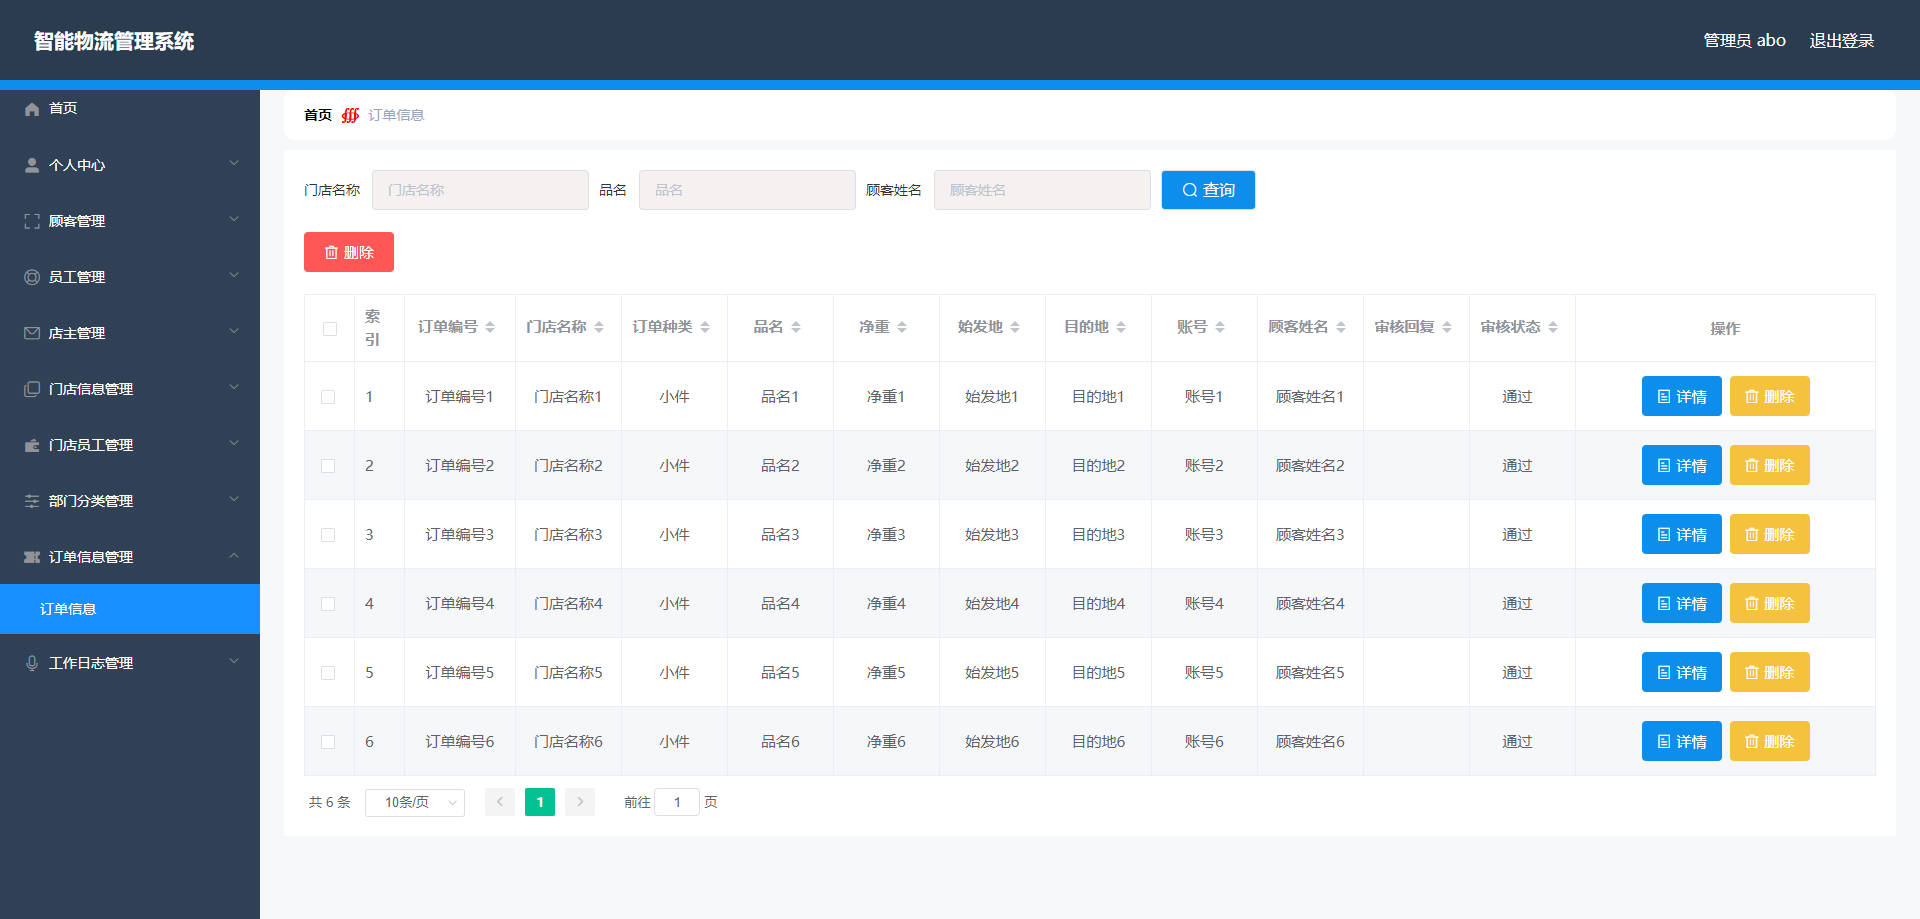 智能物流管理系统
管理员 abo 退出登录
首页
个人中心
顾客管理
员工管理
店主管理
门店信息管理
门店员工管理
部门分类管理
订单信息管理
订单信息
工作日志管理
首页 订单信息
门店名称 门店名称 品名 品名 顾客姓名 顾客姓名 查询
删除
索引 订单编号 门店名称 订单种类 品名 净重 始发地 目的地 账号 顾客姓名 审核回复 审核状态 操作
1 订单编号1 门店名称1 小件 品名1 净重1 始发地1 目的地1 账号1 顾客姓名1 通过 详情 删除
2 订单编号2 门店名称2 小件 品名2 净重2 始发地2 目的地2 账号2 顾客姓名2 通过 详情 删除
3 订单编号3 门店名称3 小件 品名3 净重3 始发地3 目的地3 账号3 顾客姓名3 通过 详情 删除
4 订单编号4 门店名称4 小件 品名4 净重4 始发地4 目的地4 账号4 顾客姓名4 通过 详情 删除
5 订单编号5 门店名称5 小件 品名5 净重5 始发地5 目的地5 账号5 顾客姓名5 通过 详情 删除
6 订单编号6 门店名称6 小件 品名6 净重6 始发地6 目的地6 账号6 顾客姓名6 通过 详情 删除
共 6 条 10条/页 1 前往 1 页